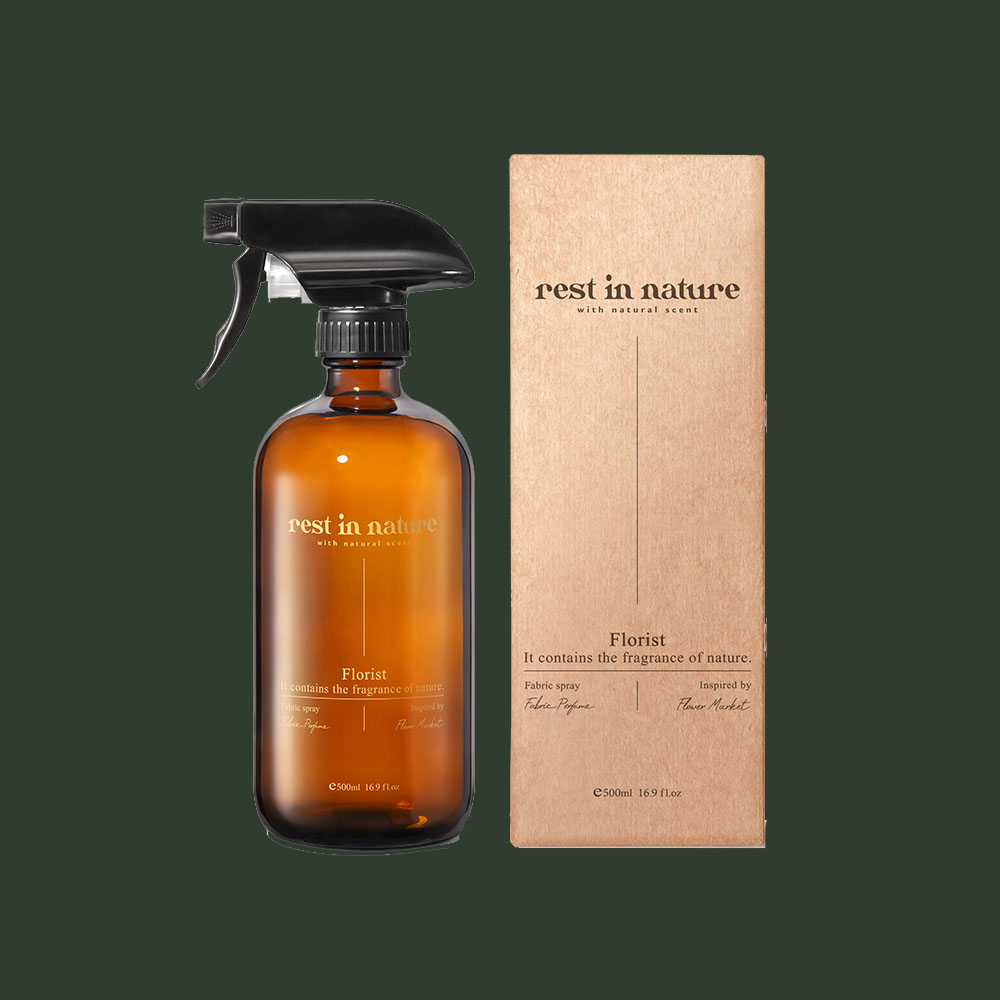 rest in nature
with natural scent
Florist
It contains the fragrance of nature.
Fabric spray
Inspired by
Fabric Perfume
Flower Market
℮500ml 16.9 fl.oz
rest in nature
with natural scent
Florist
It contains the fragrance of nature.
Fabric spray
Inspired by
Fabric Perfume
Flower Market
℮500ml 16.9 fl.oz